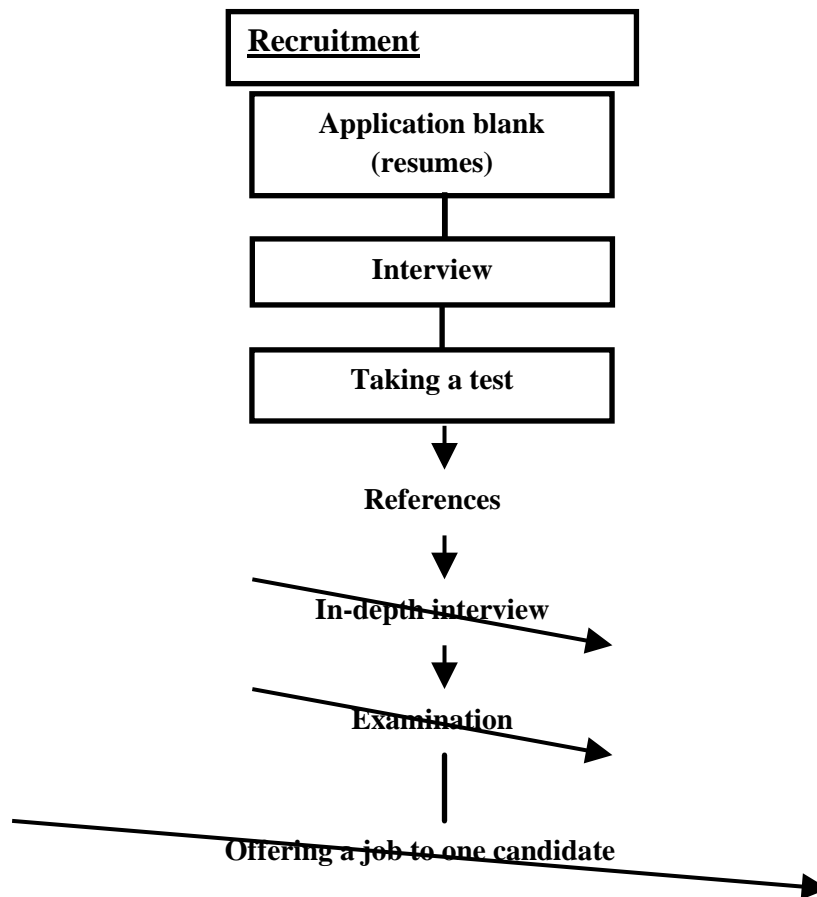 Recruitment
Application blank
(resumes)
Interview
Taking a test
References
In-depth interview
Examination
Offering a job to one candidate